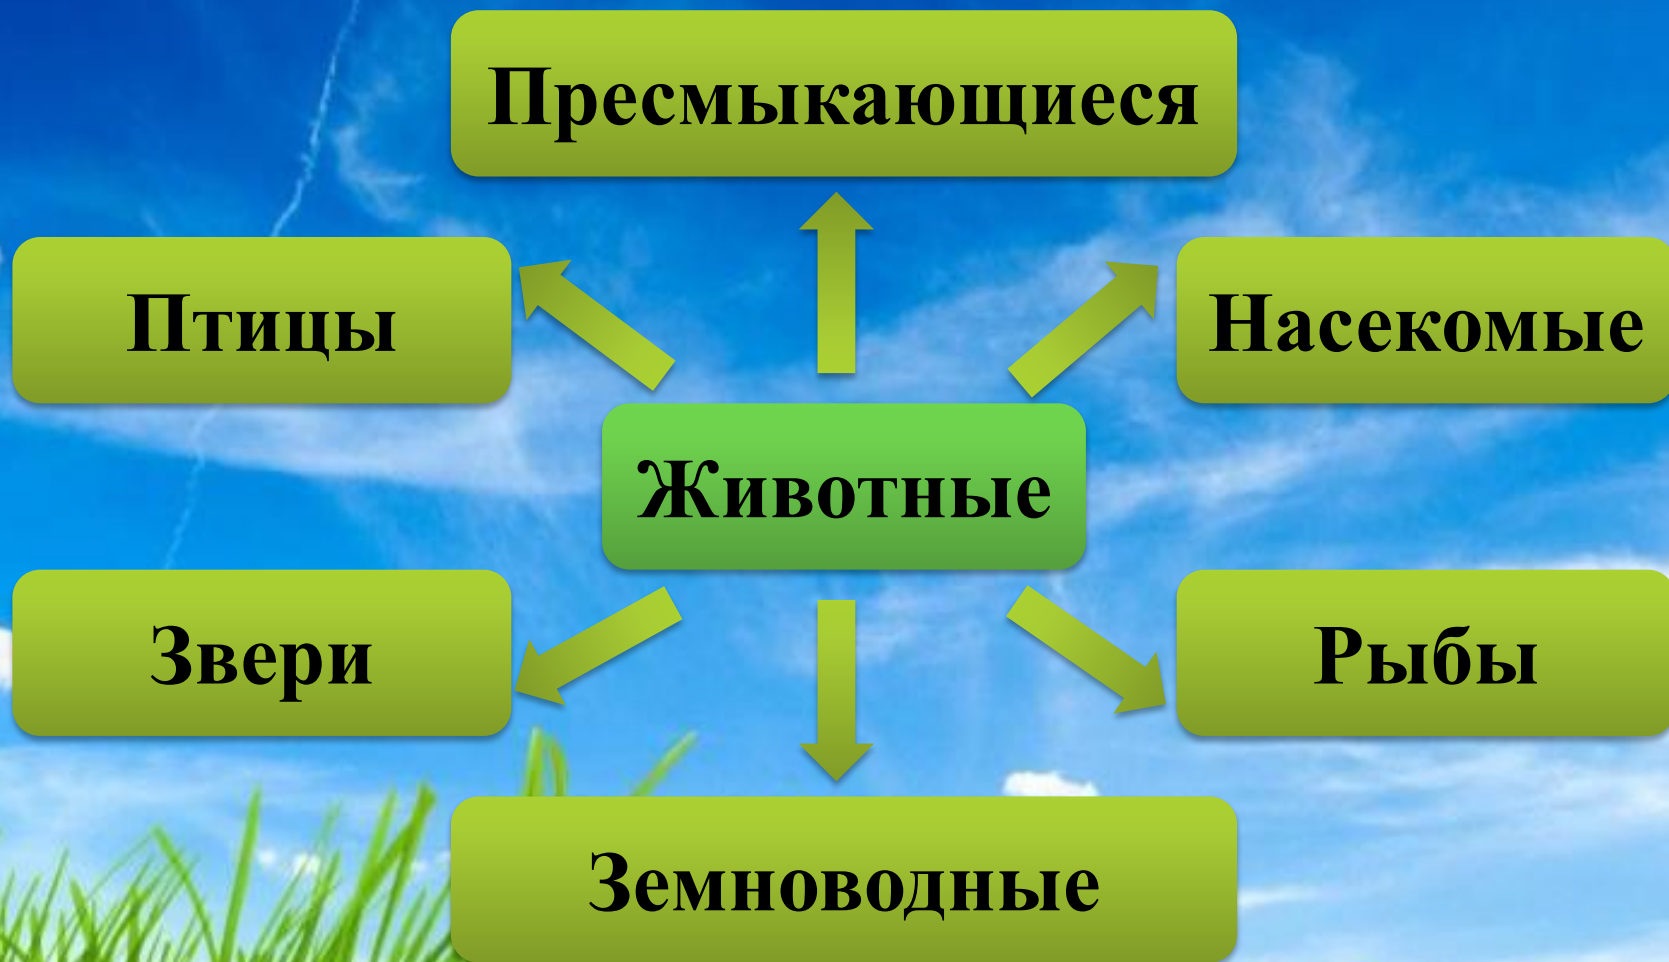 Пресмыкающиеся
Птицы
Насекомые
Животные
Звери
Рыбы
Земноводные